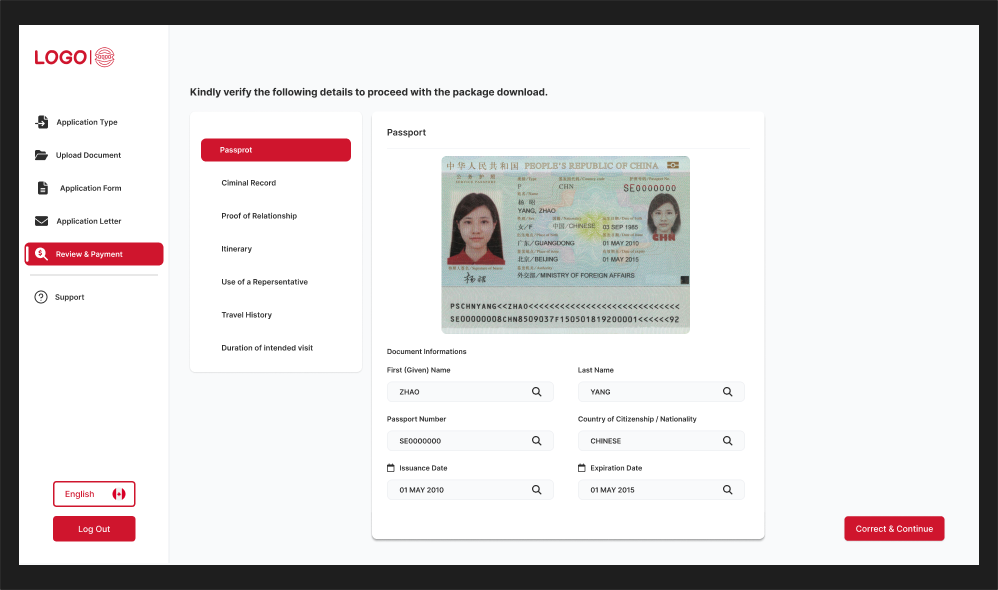 LOGO
Kindly verify the following details to proceed with the package download.
Application Type
Upload Document
Application Form
Application Letter
Review & Payment
Support
English
Log Out
Passprot
Ciminal Record
Proof of Relationship
Itinerary
Use of a Repersentative
Travel History
Duration of intended visit
Passport
中华人民共和国 PEOPLE'S REPUBLIC OF CHINA
P CHN SE0000000
杨 昭
YANG, ZHAO
女/F 中国/CHINESE 03 SEP 1985
广东/GUANGDONG 01 MAY 2010
北京/BEIJING 01 MAY 2015
外交部/MINISTRY OF FOREIGN AFFAIRS
CHN
PSCHNYANG<<ZHAO<<<<<<<<<<<<<<<<<<<<<<<<<<<<<
SE00000008CHN8509037F150501819200001<<<<<<92
Document Informations
First (Given) Name
ZHAO
Last Name
YANG
Passport Number
SE0000000
Country of Citizenship / Nationality
CHINESE
Issuance Date
01 MAY 2010
Expiration Date
01 MAY 2015
Correct & Continue